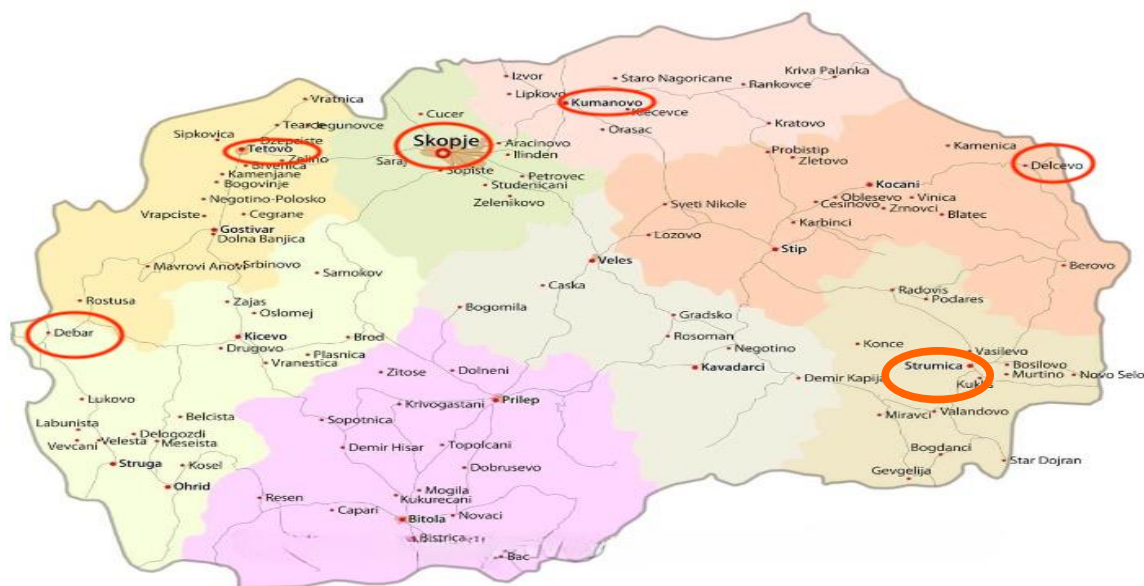 Izvor
Staro Nagoricane
Kriva Palanka
Rankovce
Lipkovo
Kumanovo
Vratnica
Cucer
Orasac
Kratovo
Tearce
Jegunovce
Sipkovica
Dzepciste
Tetovo
Skopje
Aracinovo
Ilinden
Probistip
Zletovo
Kamenica
Delcevo
Zelino
Brvenica
Saraj
Sopiste
Petrovec
Kamenjane
Bogovinje
Studenicani
Kocani
Negotino-Polosko
Zelenikovo
Sveti Nikole
Oblesevo
Vinica
Cesinovo
Zrnovci
Blatec
Vrapciste
Cegrane
Karbinci
Gostivar
Dolna Banjica
Lozovo
Stip
Mavrovi Anovi
Srbinovo
Samokov
Veles
Berovo
Caska
Radovis
Podares
Rostusa
Zajas
Oslomej
Bogomila
Gradsko
Debar
Kicevo
Brod
Rosoman
Konce
Vasilevo
Drugovo
Plasnica
Vranestica
Negotino
Zitose
Dolneni
Kavadarci
Demir Kapija
Strumica
Bosilovo
Murtino
Novo Selo
Lukovo
Krivogastani
Prilep
Belcista
Sopotnica
Miravci
Valandovo
Labunista
Delogozdi
Vevcani
Velesta
Meseista
Demir Hisar
Topolcani
Bogdanci
Struga
Kosel
Dobrusevo
Gevgelija
Star Dojran
Ohrid
Mogila
Resen
Kukurecani
Capari
Bitola
Novaci
Bistrica
Bac